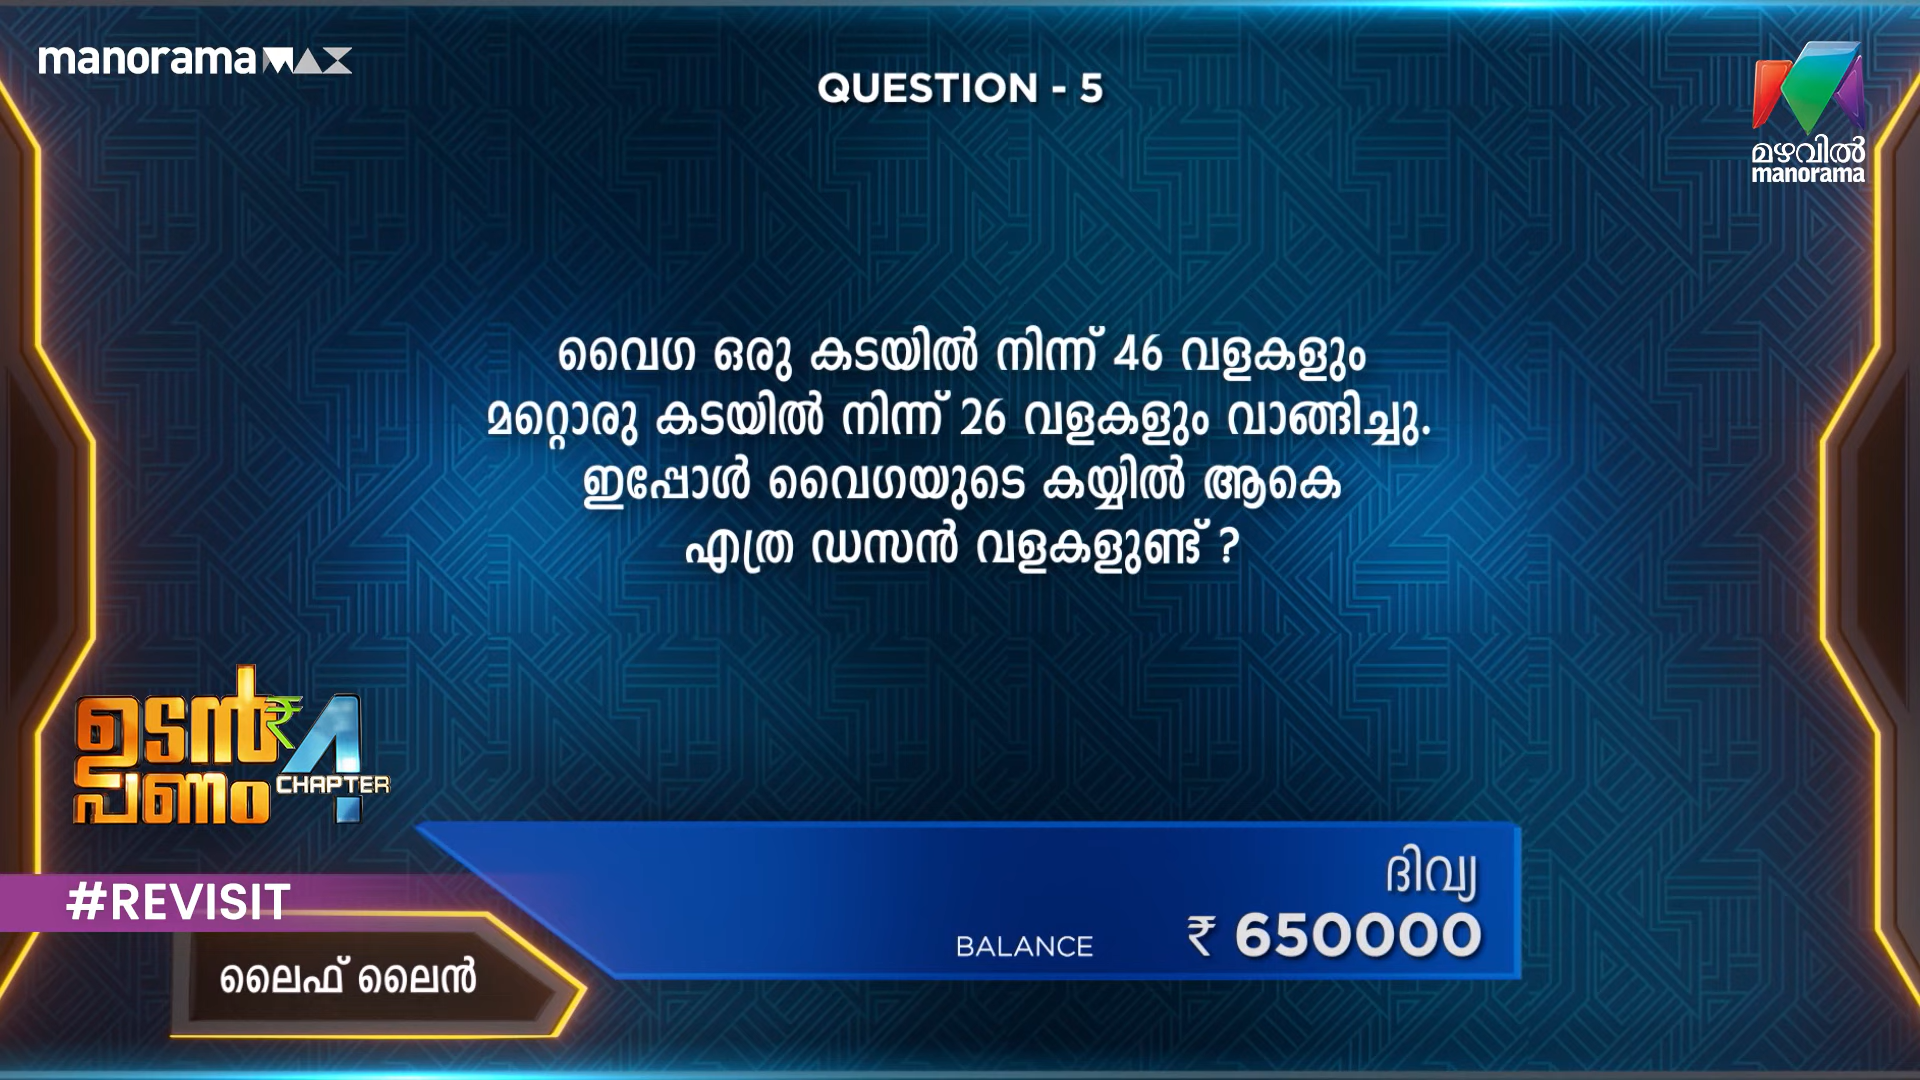 manorama MAX
QUESTION - 5
മഴവിൽ
manorama
വൈഗ ഒരു കടയിൽ നിന്ന് 46 വളകളും
മറ്റൊരു കടയിൽ നിന്ന് 26 വളകളും വാങ്ങിച്ചു.
ഇപ്പോൾ വൈഗയുടെ കയ്യിൽ ആകെ
എത്ര ഡസൻ വളകളുണ്ട് ?
ഉടൻ ₹ 4
പണം CHAPTER
ദിവ്യ
#REVISIT
BALANCE ₹ 650000
ലൈഫ് ലൈൻ